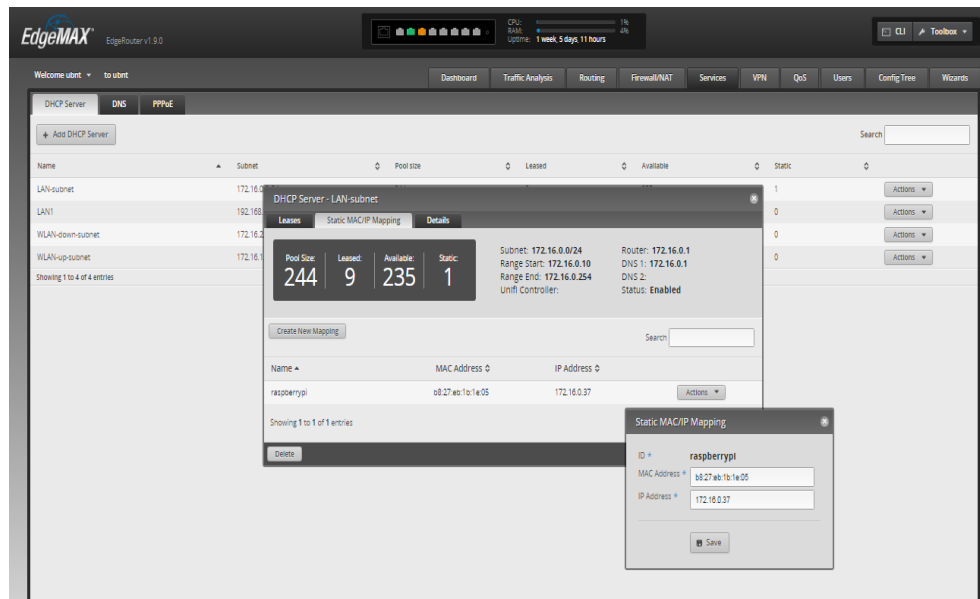 EdgeMAX EdgeRouter v1.9.0
CPU: 1%
RAM: 4%
Uptime: 1 week, 5 days, 11 hours
CLI Toolbox
Welcome ubnt to ubnt
Dashboard Traffic Analysis Routing Firewall/NAT Services VPN QoS Users Config Tree Wizards
DHCP Server DNS PPPoE
+ Add DHCP Server
Search
Name Subnet Pool size Leased Available Static
LAN-subnet 172.16.0 1 Actions
LAN1 192.168. 0 Actions
WLAN-down-subnet 172.16.2 0 Actions
WLAN-up-subnet 172.16.1 0 Actions
Showing 1 to 4 of 4 entries
DHCP Server - LAN-subnet
Leases Static MAC/IP Mapping Details
Pool Size: Leased: Available: Static:
244 9 235 1
Subnet: 172.16.0.0/24
Range Start: 172.16.0.10
Range End: 172.16.0.254
Unifi Controller:
Router: 172.16.0.1
DNS 1: 172.16.0.1
DNS 2:
Status: Enabled
Create New Mapping
Search
Name MAC Address IP Address
raspberrypi b8:27:eb:1b:1e:05 172.16.0.37 Actions
Showing 1 to 1 of 1 entries
Delete
Static MAC/IP Mapping
ID * raspberrypi
MAC Address * b8:27:eb:1b:1e:05
IP Address * 172.16.0.37
Save